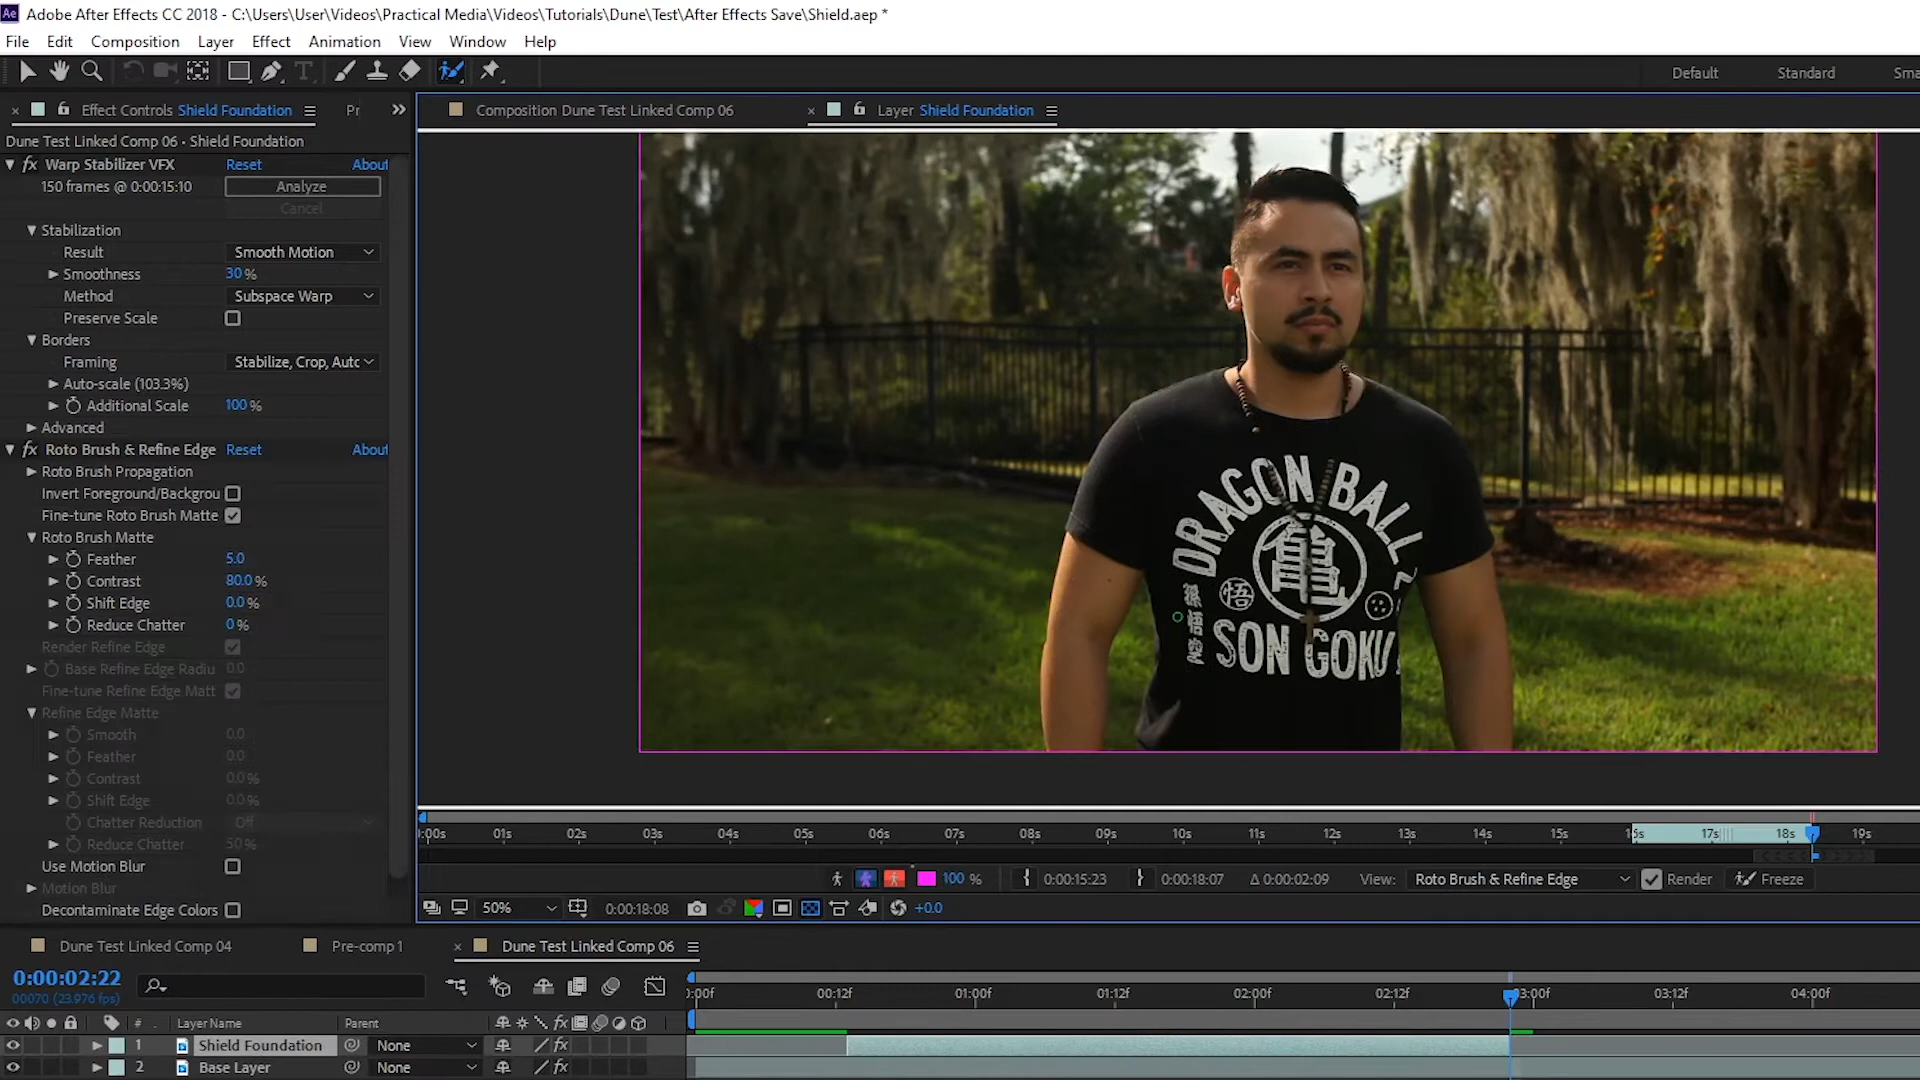 Adobe After Effects CC 2018 - C:\Users\User\Videos\Practical Media\Videos\Tutorials\Dune\Test\After Effects Save\Shield.aep *
File Edit Composition Layer Effect Animation View Window Help
Default Standard Sma
Effect Controls Shield Foundation Pr
Composition Dune Test Linked Comp 06
Layer Shield Foundation
Dune Test Linked Comp 06 • Shield Foundation
fx Warp Stabilizer VFX Reset About
150 frames @ 0:00:15:10 Analyze
Cancel
Stabilization
Result Smooth Motion
Smoothness 30 %
Method Subspace Warp
Preserve Scale
Borders
Framing Stabilize, Crop, Autc
Auto-scale (103.3%)
Additional Scale 100 %
Advanced
fx Roto Brush & Refine Edge Reset About
Roto Brush Propagation
Invert Foreground/Backgrou
Fine-tune Roto Brush Matte
Roto Brush Matte
Feather 5.0
Contrast 80.0 %
Shift Edge 0.0 %
Reduce Chatter 0 %
Render Refine Edge
Base Refine Edge Radiu 0.0
Fine-tune Refine Edge Matt
Refine Edge Matte
Smooth 0.0
Feather 0.0
Contrast 0.0 %
Shift Edge 0.0 %
Chatter Reduction Off
Reduce Chatter 50 %
Use Motion Blur
Motion Blur
Decontaminate Edge Colors
DRAGON BALL Z
亀
孫悟空
悟
SON GOKU
:00s 01s 02s 03s 04s 05s 06s 07s 08s 09s 10s 11s 12s 13s 14s 15s 17s 18s 19s
100 % 0:00:15:23 0:00:18:07 Δ 0:00:02:09 View: Roto Brush & Refine Edge Render Freeze
50% 0:00:18:08 +0.0
Dune Test Linked Comp 04 Pre-comp 1 Dune Test Linked Comp 06
0:00:02:22
00070 (23.976 fps)
:00f 00:12f 01:00f 01:12f 02:00f 02:12f 03:00f 03:12f 04:00f
# Layer Name Parent fx
1 Shield Foundation None fx
2 Base Layer None fx